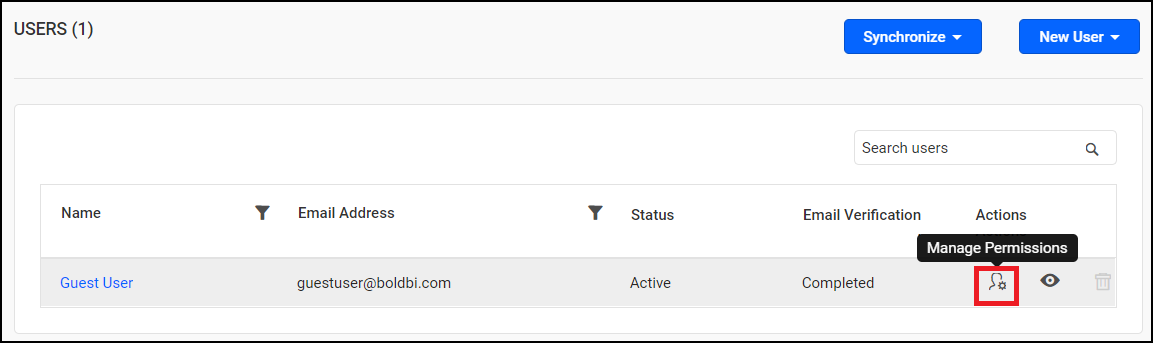 USERS (1)
Synchronize
New User
Search users
Name
Email Address
Status
Email Verification
Actions
Manage Permissions
Guest User
guestuser@boldbi.com
Active
Completed